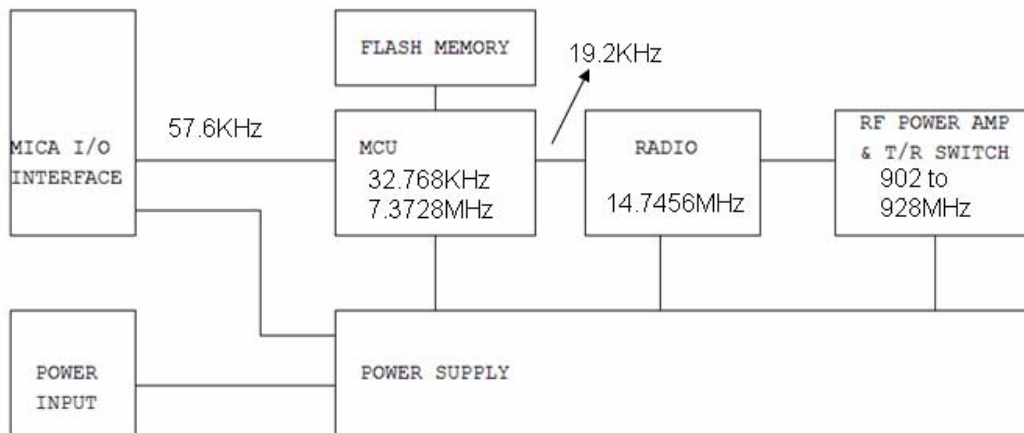 FLASH MEMORY
19.2KHz
57.6KHz
MICA I/O
INTERFACE
MCU
32.768KHz
7.3728MHz
RADIO
14.7456MHz
RF POWER AMP
& T/R SWITCH
902 to
928MHz
POWER
INPUT
POWER SUPPLY